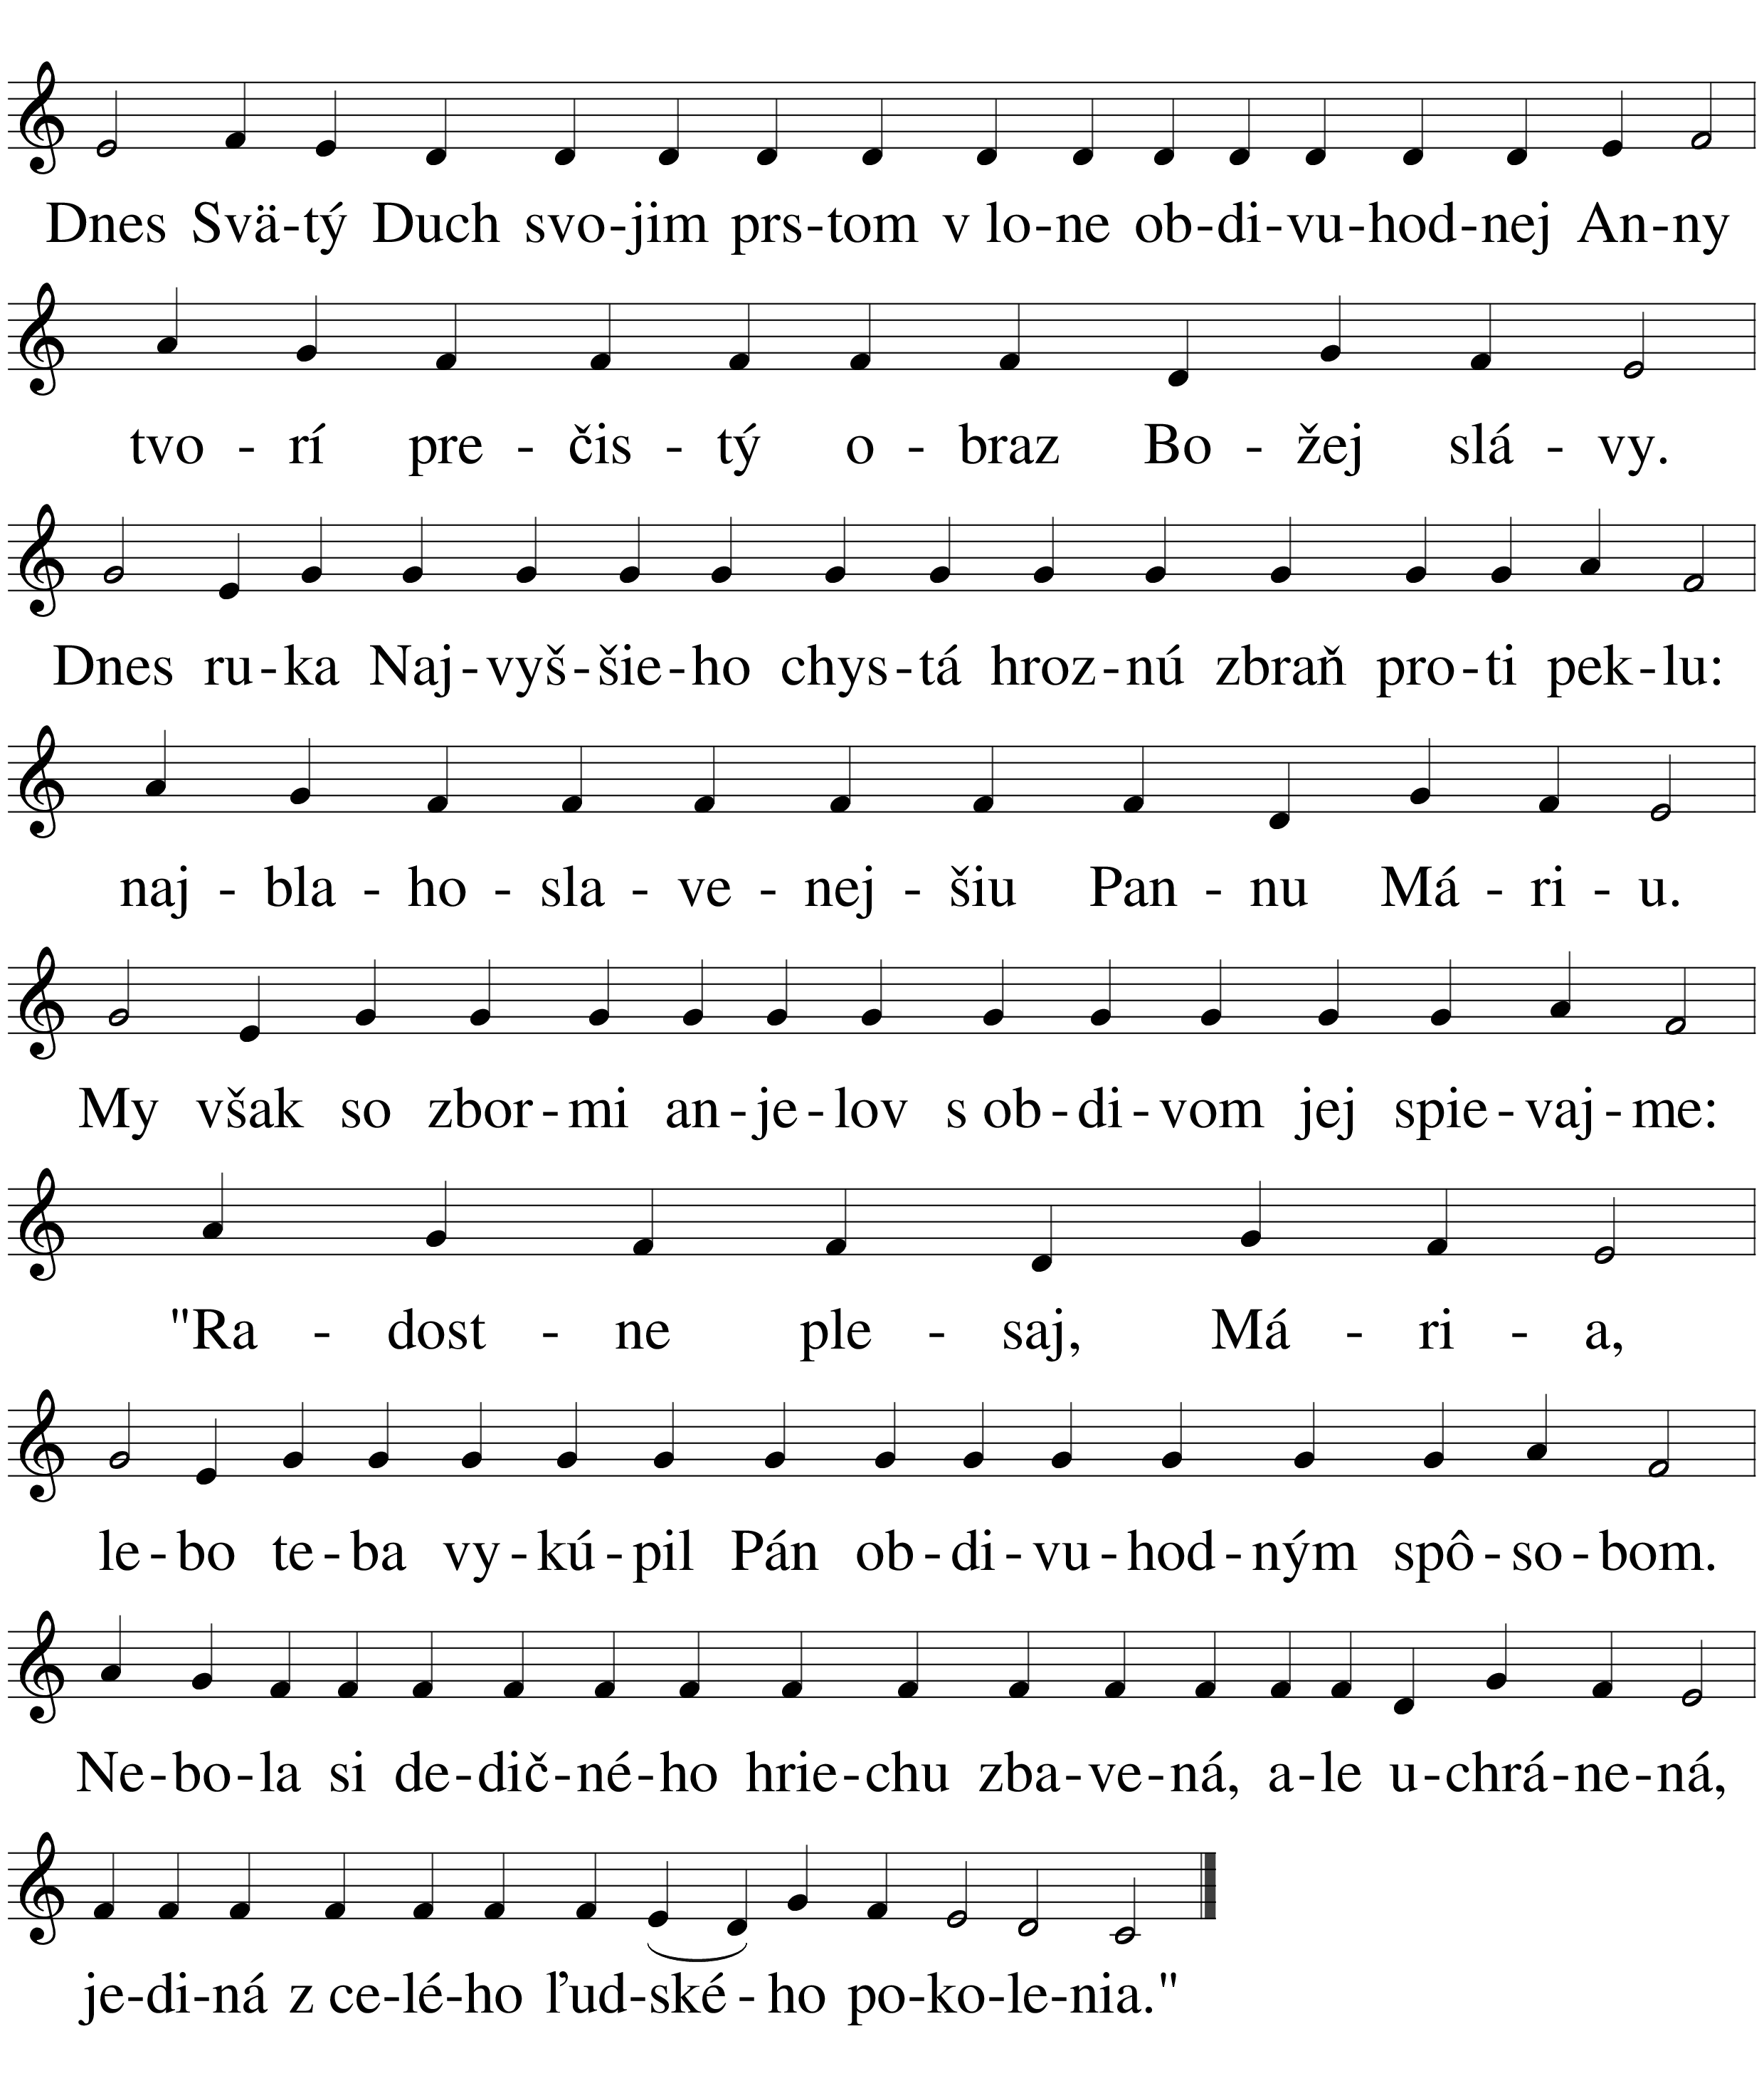 Dnes Svä-tý Duch svo-jim prs-tom v lo-ne ob-di-vu-hod-nej An-ny
tvo - rí pre - čis - tý o - braz Bo - žej slá - vy.
Dnes ru-ka Naj-vyš-šie-ho chys-tá hroz-nú zbraň pro-ti pek-lu:
naj - bla - ho - sla - ve - nej - šiu Pan - nu Má - ri - u.
My však so zbor-mi an-je-lov s ob-di-vom jej spie-vaj-me:
"Ra - dost - ne ple - saj, Má - ri - a,
le-bo te-ba vy-kú-pil Pán ob-di-vu-hod-ným spô-so-bom.
Ne-bo-la si de-dič-né-ho hrie-chu zba-ve-ná, a-le u-chrá-ne-ná,
je-di-ná z ce-lé-ho ľud-ské-ho po-ko-le-nia."